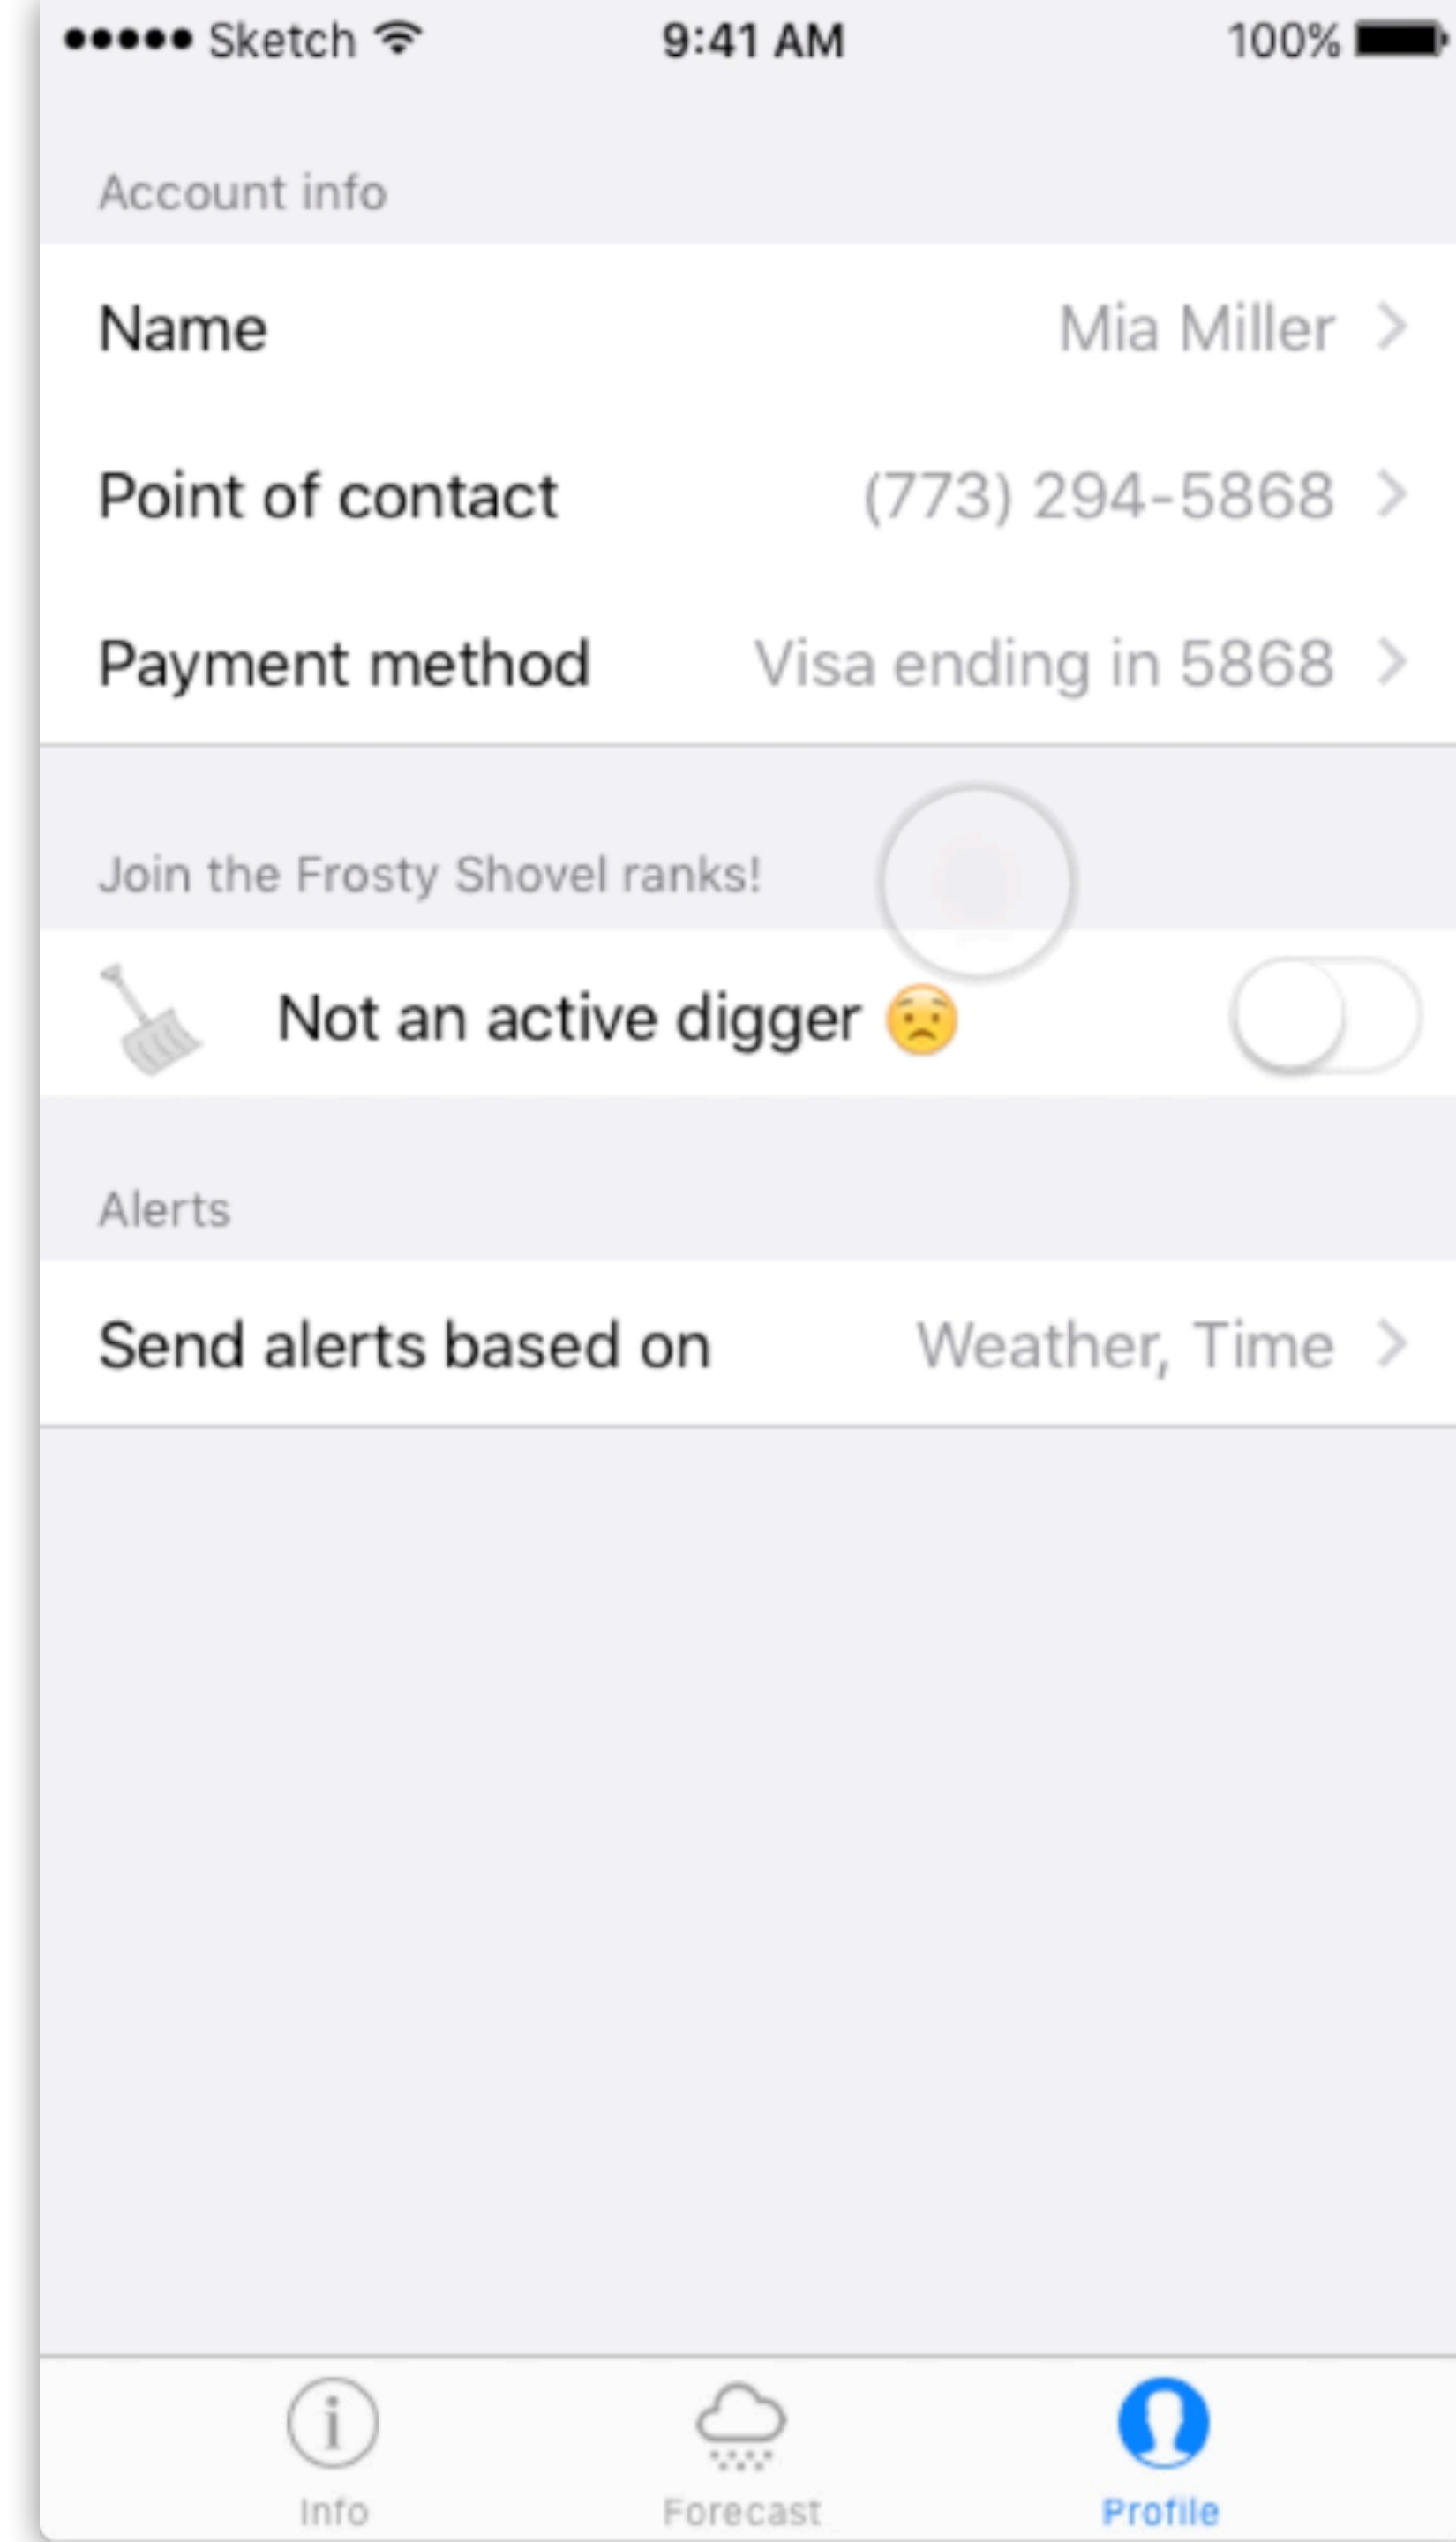 ●●●●● Sketch 9:41 AM 100%
Account info
Name Mia Miller >
Point of contact (773) 294-5868 >
Payment method Visa ending in 5868 >
Join the Frosty Shovel ranks!
Not an active digger 😟
Alerts
Send alerts based on Weather, Time >
Info Forecast Profile